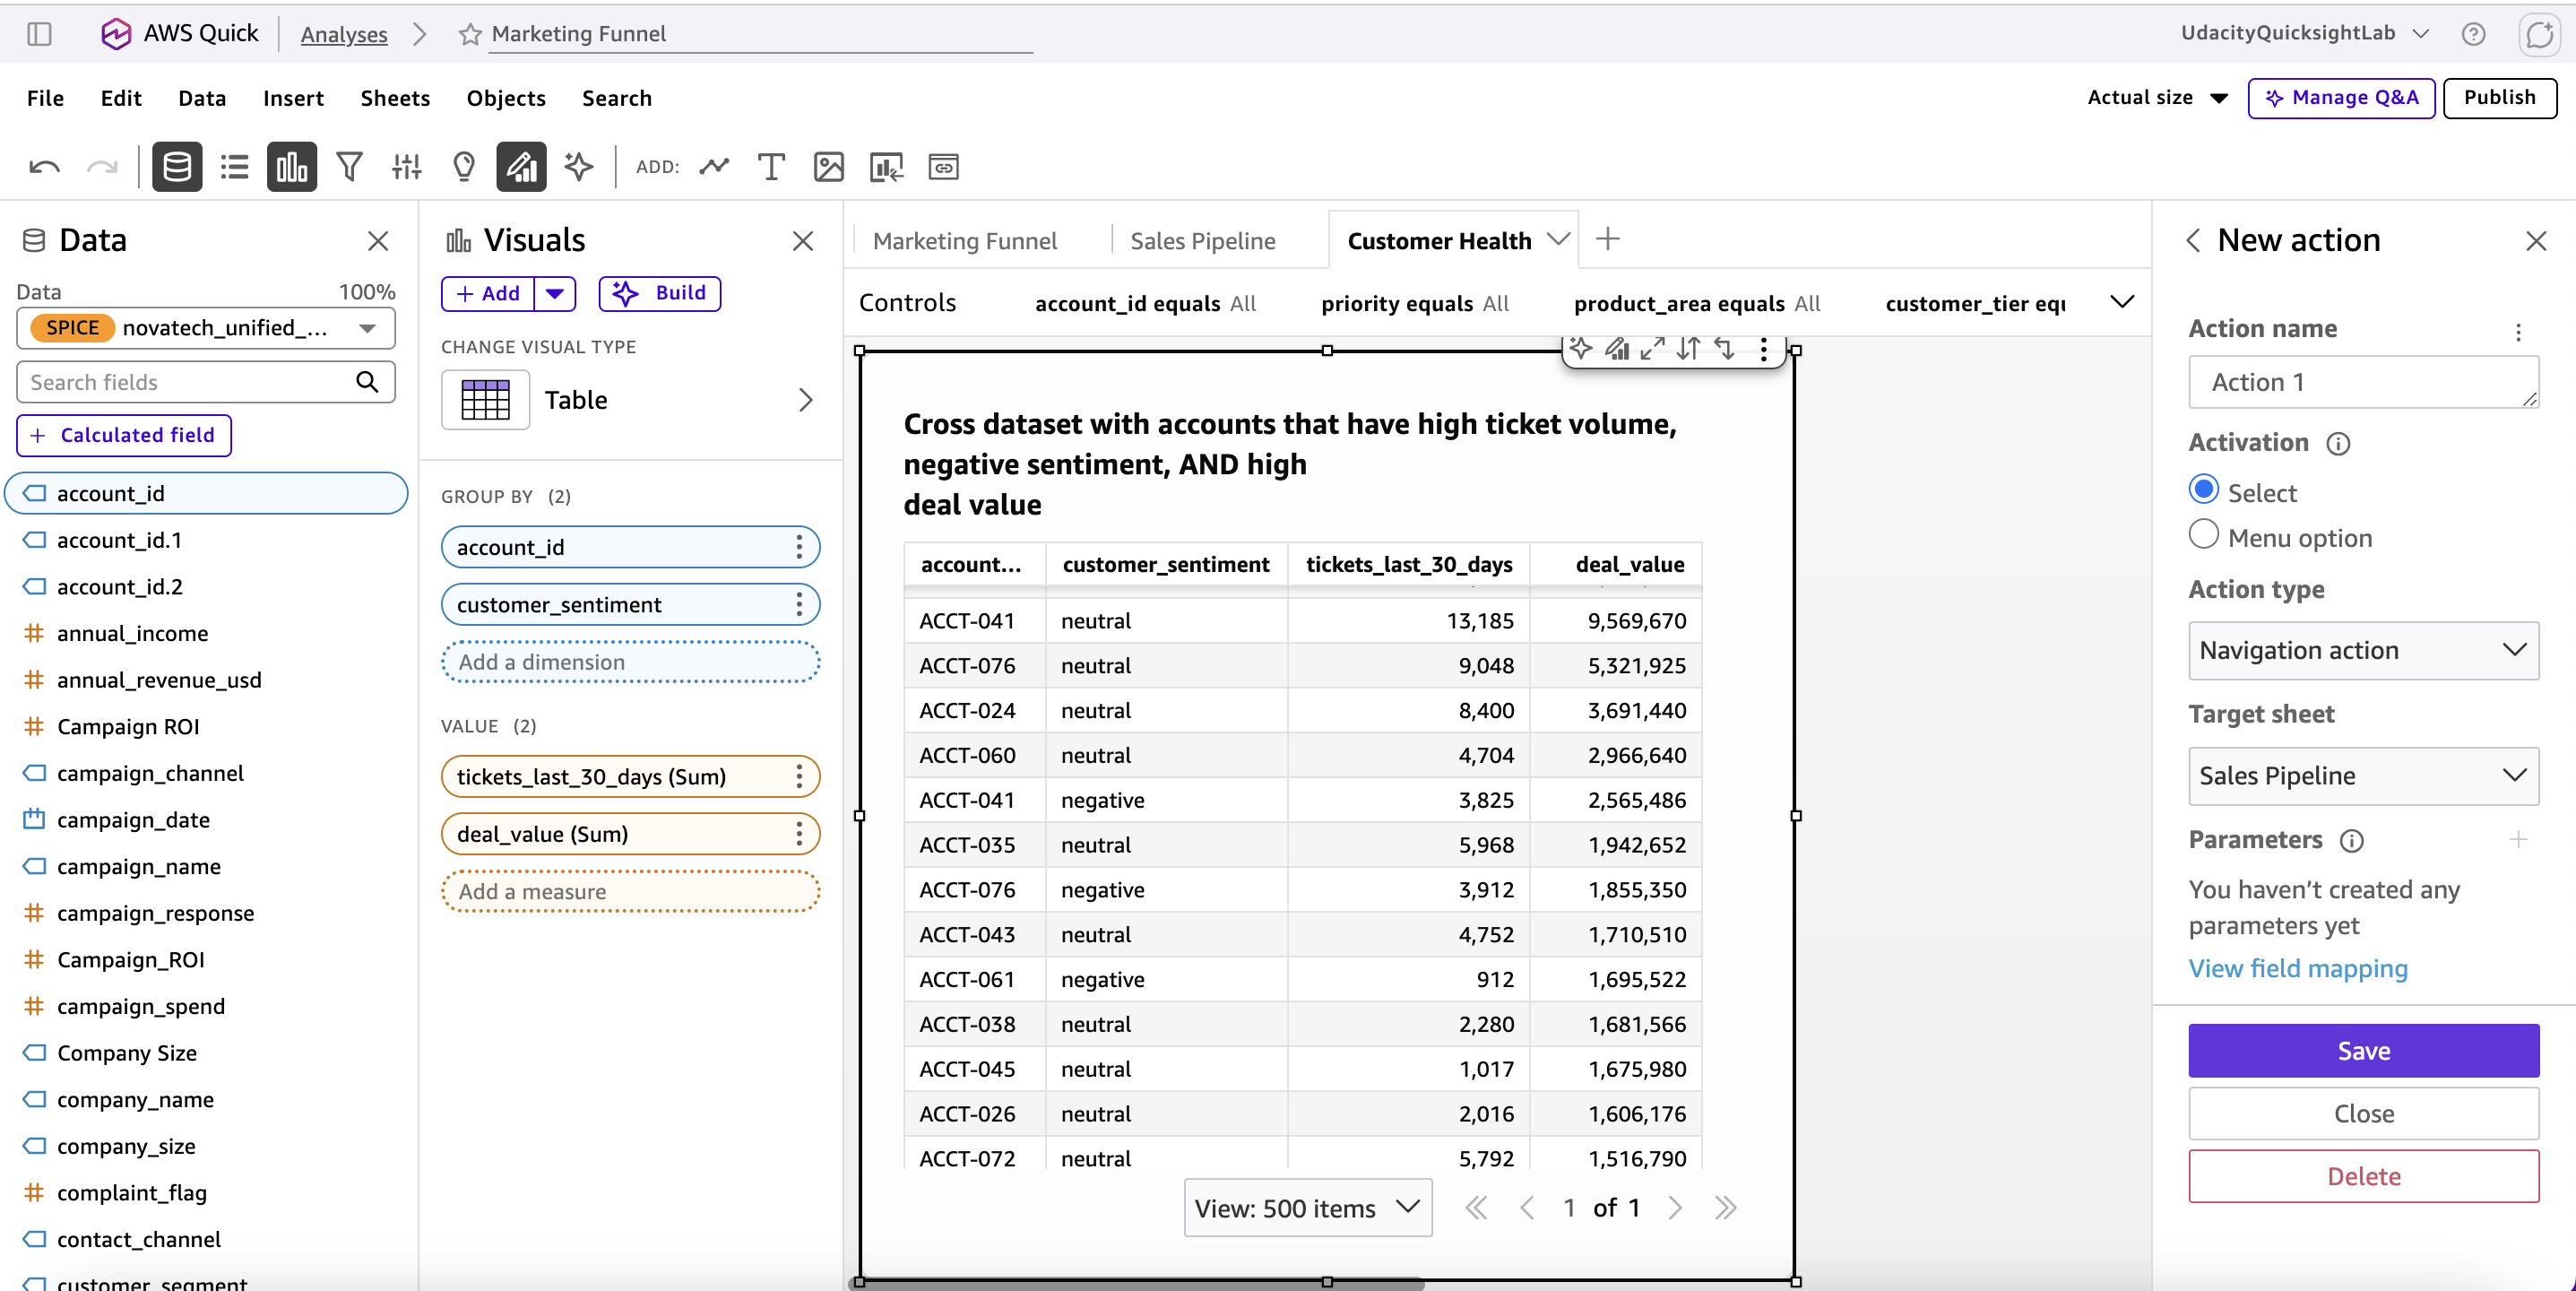 AWS Quick
Analyses
Marketing Funnel
UdacityQuicksightLab
File
Edit
Data
Insert
Sheets
Objects
Search
Actual size
Manage Q&A
Publish
ADD:
Data
Data
100%
SPICE novatech_unified_...
Search fields
+ Calculated field
account_id
account_id.1
account_id.2
annual_income
annual_revenue_usd
Campaign ROI
campaign_channel
campaign_date
campaign_name
campaign_response
Campaign_ROI
campaign_spend
Company Size
company_name
company_size
complaint_flag
contact_channel
customer_segment
Visuals
+ Add
Build
CHANGE VISUAL TYPE
Table
GROUP BY (2)
account_id
customer_sentiment
Add a dimension
VALUE (2)
tickets_last_30_days (Sum)
deal_value (Sum)
Add a measure
Marketing Funnel
Sales Pipeline
Customer Health
Controls
account_id equals All
priority equals All
product_area equals All
customer_tier equ
Cross dataset with accounts that have high ticket volume,
negative sentiment, AND high
deal value
account... customer_sentiment tickets_last_30_days deal_value
ACCT-041 neutral 13,185 9,569,670
ACCT-076 neutral 9,048 5,321,925
ACCT-024 neutral 8,400 3,691,440
ACCT-060 neutral 4,704 2,966,640
ACCT-041 negative 3,825 2,565,486
ACCT-035 neutral 5,968 1,942,652
ACCT-076 negative 3,912 1,855,350
ACCT-043 neutral 4,752 1,710,510
ACCT-061 negative 912 1,695,522
ACCT-038 neutral 2,280 1,681,566
ACCT-045 neutral 1,017 1,675,980
ACCT-026 neutral 2,016 1,606,176
ACCT-072 neutral 5,792 1,516,790
View: 500 items
1 of 1
New action
Action name
Action 1
Activation
Select
Menu option
Action type
Navigation action
Target sheet
Sales Pipeline
Parameters
You haven't created any
parameters yet
View field mapping
Save
Close
Delete